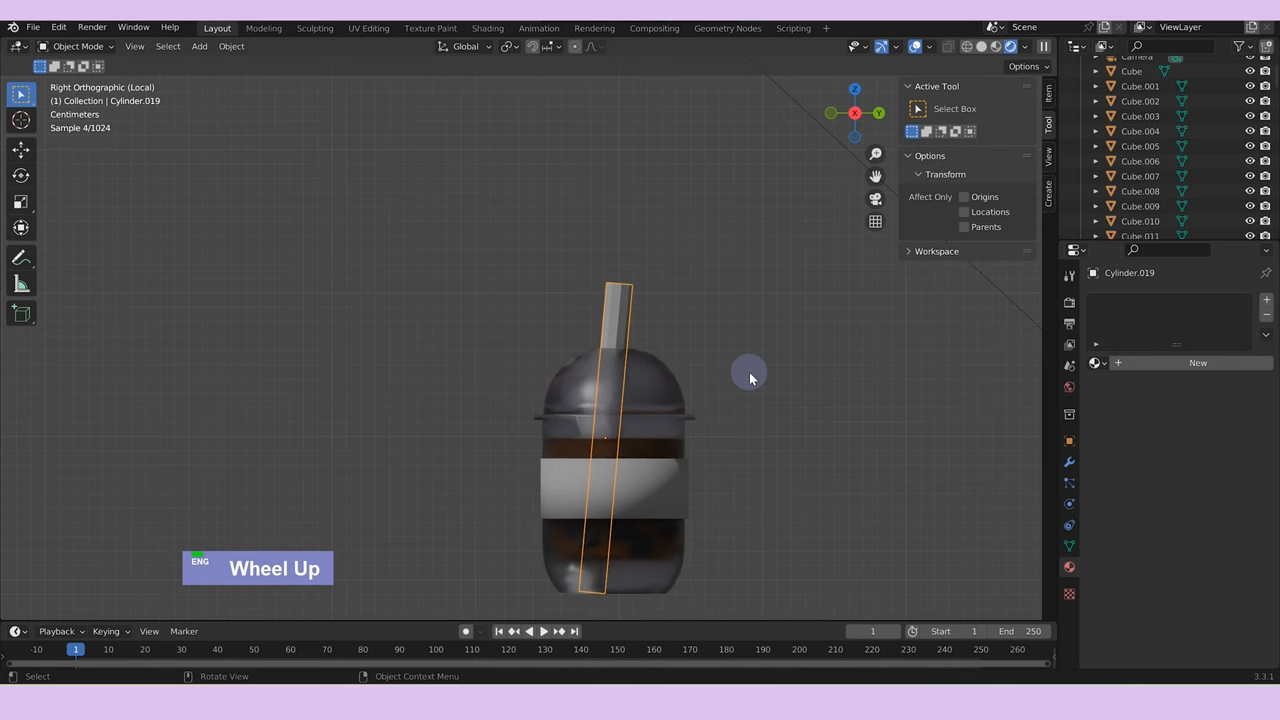 File Edit Render Window Help Layout Modeling Sculpting UV Editing Texture Paint Shading Animation Rendering Compositing Geometry Nodes Scripting + Scene ViewLayer
Object Mode View Select Add Object Global
Options
Right Orthographic (Local)
(1) Collection | Cylinder.019
Centimeters
Sample 4/1024
Z
X
Y
Active Tool
Select Box
Options
Transform
Affect Only Origins
Locations
Parents
Workspace
Item
Tool
View
Create
Camera
Cube
Cube.001
Cube.002
Cube.003
Cube.004
Cube.005
Cube.006
Cube.007
Cube.008
Cube.009
Cube.010
Cube.011
Cylinder.019
New
ENG Wheel Up
Playback Keying View Marker 1 Start 1 End 250
-10 1 10 20 30 40 50 60 70 80 90 100 110 120 130 140 150 160 170 180 190 200 210 220 230 240 250 260
Select Rotate View Object Context Menu 3.3.1